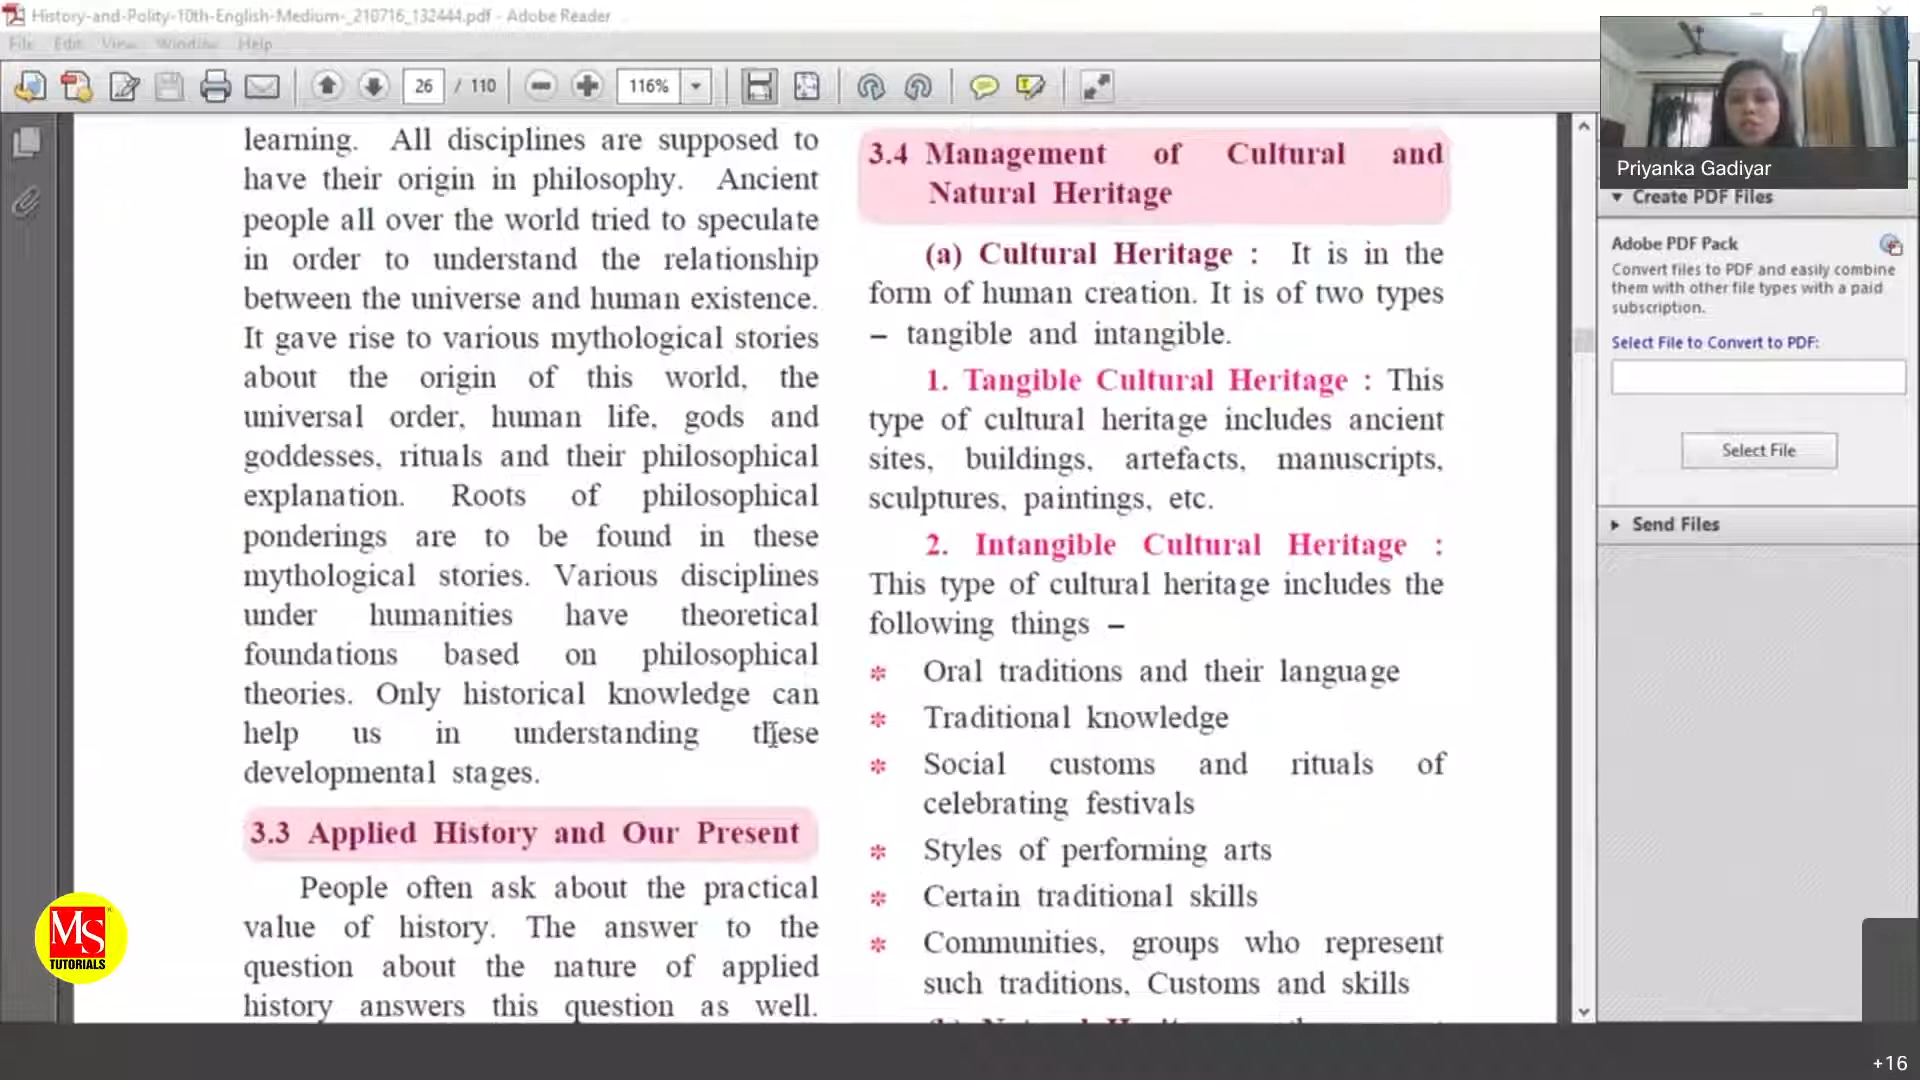 History-and-Polity-10th-English-Medium-_210716_132444.pdf - Adobe Reader
File Edit View Window Help
26 / 110 116%
learning. All disciplines are supposed to
have their origin in philosophy. Ancient
people all over the world tried to speculate
in order to understand the relationship
between the universe and human existence.
It gave rise to various mythological stories
about the origin of this world, the
universal order, human life, gods and
goddesses, rituals and their philosophical
explanation. Roots of philosophical
ponderings are to be found in these
mythological stories. Various disciplines
under humanities have theoretical
foundations based on philosophical
theories. Only historical knowledge can
help us in understanding these
developmental stages.
3.3 Applied History and Our Present
People often ask about the practical
value of history. The answer to the
question about the nature of applied
history answers this question as well.
3.4 Management of Cultural and
Natural Heritage
(a) Cultural Heritage : It is in the
form of human creation. It is of two types
– tangible and intangible.
1. Tangible Cultural Heritage : This
type of cultural heritage includes ancient
sites, buildings, artefacts, manuscripts,
sculptures, paintings, etc.
2. Intangible Cultural Heritage :
This type of cultural heritage includes the
following things –
* Oral traditions and their language
* Traditional knowledge
* Social customs and rituals of
celebrating festivals
* Styles of performing arts
* Certain traditional skills
* Communities, groups who represent
such traditions, Customs and skills
Priyanka Gadiyar
Create PDF Files
Adobe PDF Pack
Convert files to PDF and easily combine
them with other file types with a paid
subscription.
Select File to Convert to PDF:
Select File
Send Files
MS
TUTORIALS
+16